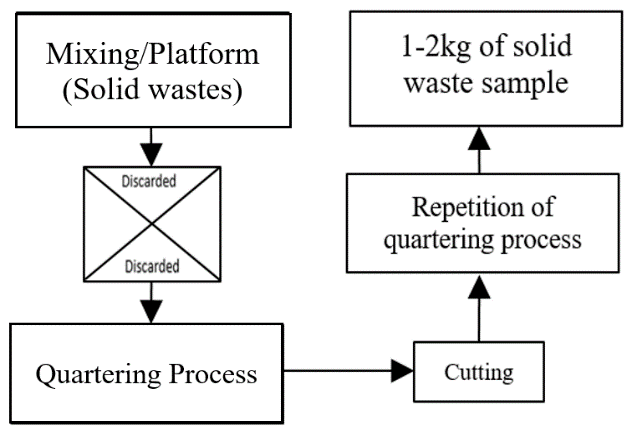 Mixing/Platform
(Solid wastes)
Discarded
Discarded
Quartering Process
Cutting
Repetition of
quartering process
1-2kg of solid
waste sample